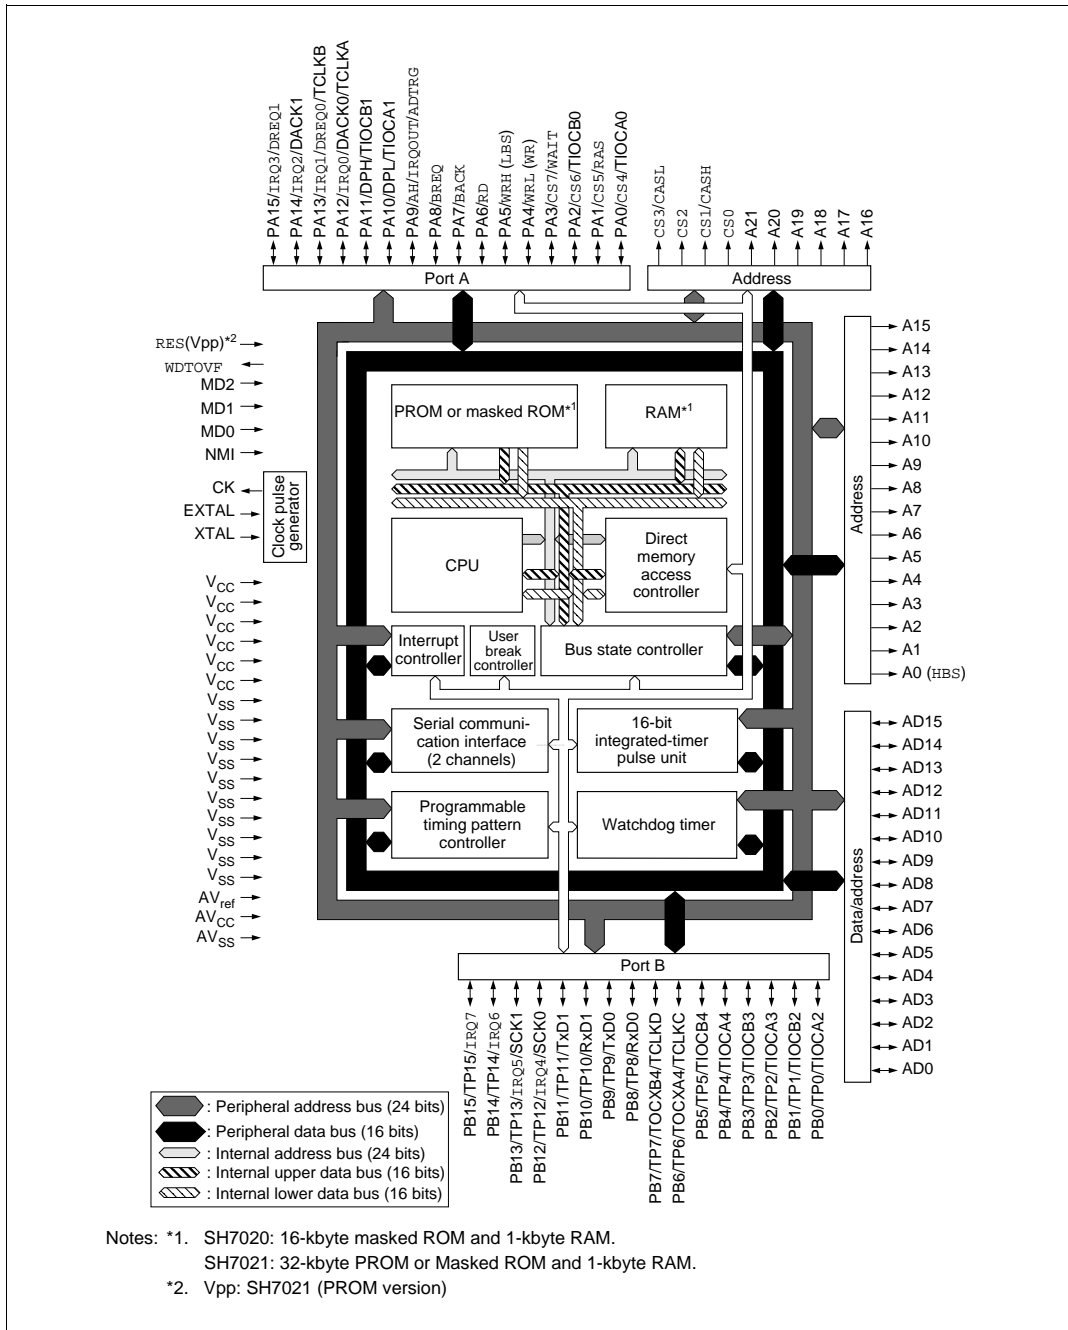 PA15/IRQ3/DREQ1
PA14/IRQ2/DACK1
PA13/IRQ1/DREQ0/TCLKB
PA12/IRQ0/DACK0/TCLKA
PA11/DPH/TIOCB1
PA10/DPL/TIOCA1
PA9/AH/IRQOUT/ADTRG
PA8/BREQ
PA7/BACK
PA6/RD
PA5/WRH (LBS)
PA4/WRL (WR)
PA3/CS7/WAIT
PA2/CS6/TIOCB0
PA1/CS5/RAS
PA0/CS4/TIOCA0
CS3/CASL
CS2
CS1/CASH
CS0
A21
A20
A19
A18
A17
A16
Port A
Address
RES(Vpp)*2
WDTOVF
MD2
MD1
MD0
NMI
CK
EXTAL
XTAL
Clock pulse
generator
VCC
VCC
VCC
VCC
VCC
VCC
VSS
VSS
VSS
VSS
VSS
VSS
VSS
VSS
VSS
VSS
AVref
AVCC
AVSS
PROM or masked ROM*1
RAM*1
CPU
Direct
memory
access
controller
Interrupt
controller
User
break
controller
Bus state controller
Serial communi-
cation interface
(2 channels)
16-bit
integrated-timer
pulse unit
Programmable
timing pattern
controller
Watchdog timer
Address
A15
A14
A13
A12
A11
A10
A9
A8
A7
A6
A5
A4
A3
A2
A1
A0 (HBS)
Data/address
AD15
AD14
AD13
AD12
AD11
AD10
AD9
AD8
AD7
AD6
AD5
AD4
AD3
AD2
AD1
AD0
Port B
PB15/TP15/IRQ7
PB14/TP14/IRQ6
PB13/TP13/IRQ5/SCK1
PB12/TP12/IRQ4/SCK0
PB11/TP11/TxD1
PB10/TP10/RxD1
PB9/TP9/TxD0
PB8/TP8/RxD0
PB7/TP7/TOCXB4/TCLKD
PB6/TP6/TOCXA4/TCLKC
PB5/TP5/TIOCB4
PB4/TP4/TIOCA4
PB3/TP3/TIOCB3
PB2/TP2/TIOCA3
PB1/TP1/TIOCB2
PB0/TP0/TIOCA2
: Peripheral address bus (24 bits)
: Peripheral data bus (16 bits)
: Internal address bus (24 bits)
: Internal upper data bus (16 bits)
: Internal lower data bus (16 bits)
Notes: *1. SH7020: 16-kbyte masked ROM and 1-kbyte RAM.
SH7021: 32-kbyte PROM or Masked ROM and 1-kbyte RAM.
*2. Vpp: SH7021 (PROM version)